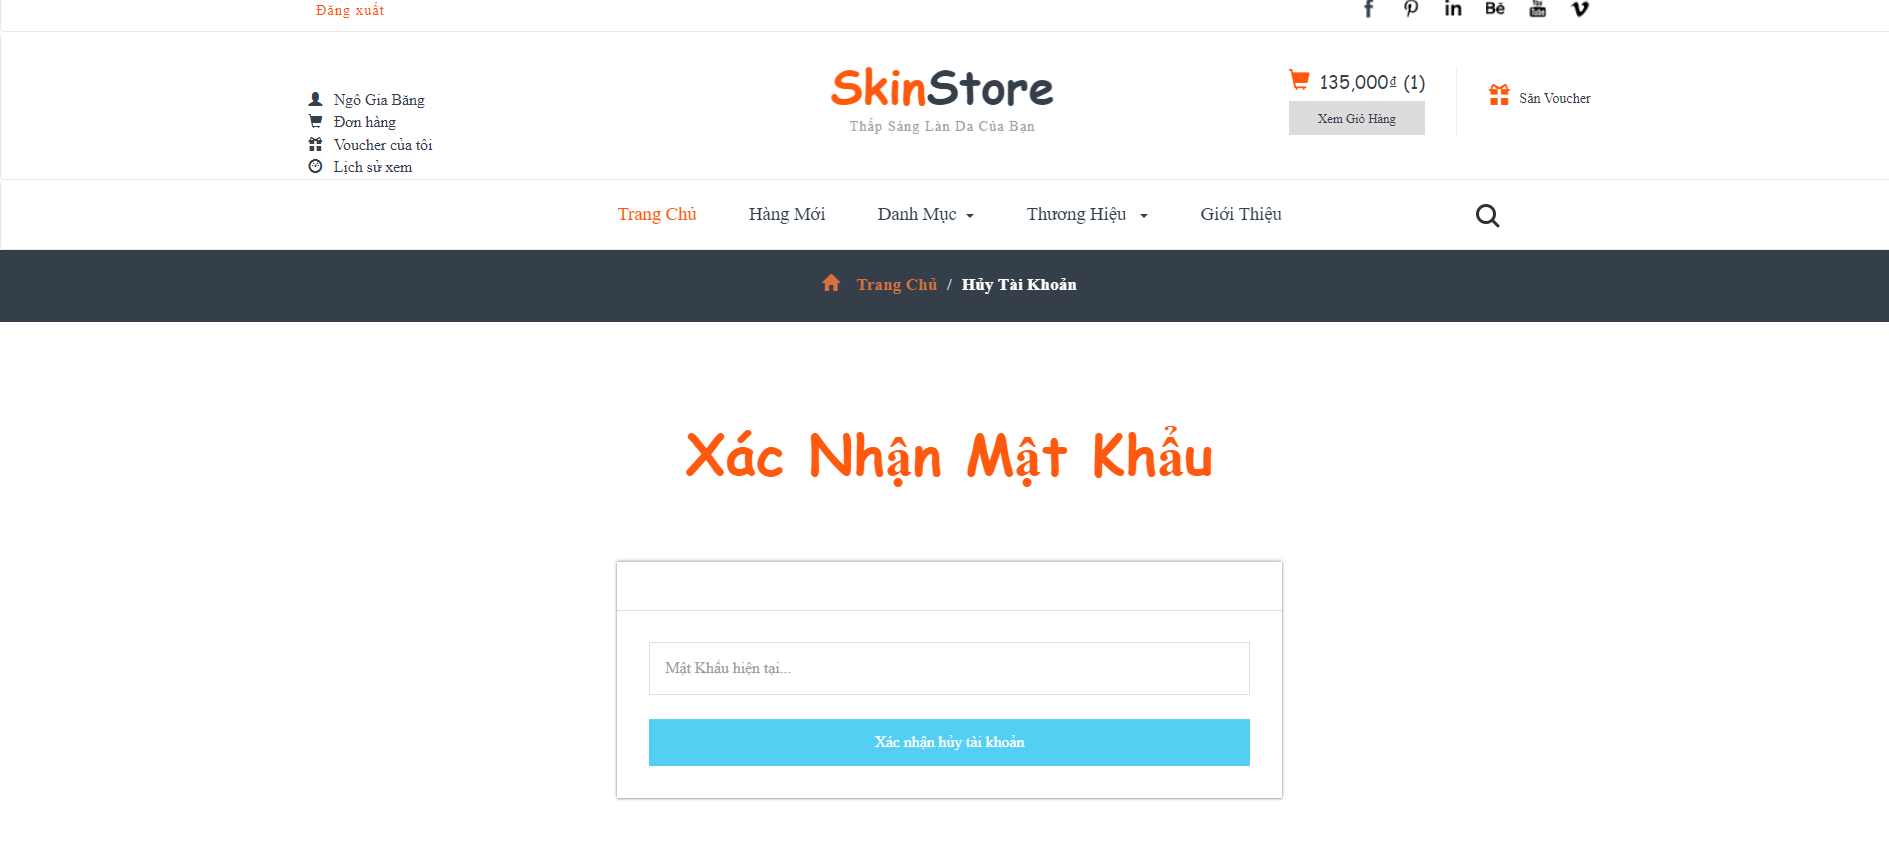 Đăng xuất
Ngô Gia Băng
Đơn hàng
Voucher của tôi
Lịch sử xem
SkinStore
Thấp Sáng Làn Da Của Bạn
135,000₫ (1)
Xem Giỏ Hàng
Săn Voucher
Trang Chủ
Hàng Mới
Danh Mục
Thương Hiệu
Giới Thiệu
Trang Chủ / Hủy Tài Khoản
Xác Nhận Mật Khẩu
Mật Khẩu hiện tại...
Xác nhận hủy tài khoản